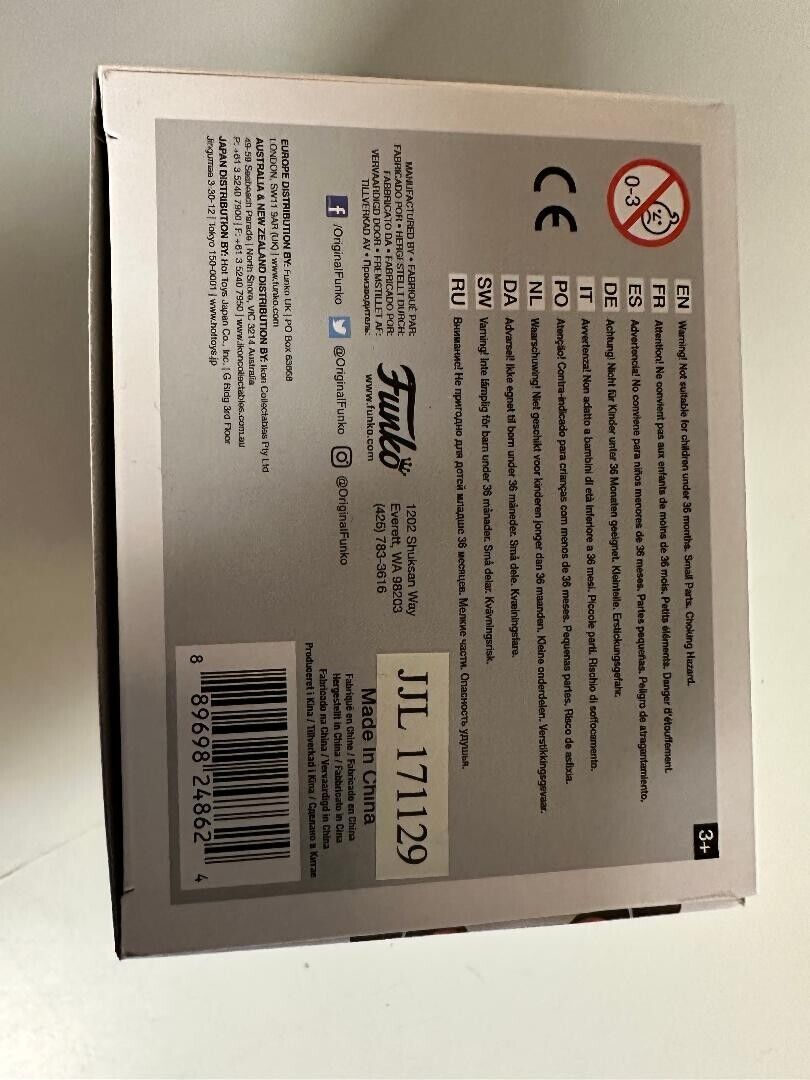 0-3
EN Warning! Not suitable for children under 36 months. Small Parts. Choking Hazard.
FR Attention! Ne convient pas aux enfants de moins de 36 mois. Petits éléments. Danger d'étouffement.
ES Advertencia! No conviene para niños menores de 36 meses. Partes pequeñas. Peligro de atragantamiento.
DE Achtung! Nicht für Kinder unter 36 Monaten geeignet. Kleinteile. Erstickungsgefahr.
IT Avvertenza! Non adatto a bambini di età inferiore a 36 mesi. Piccole parti. Rischio di soffocamento.
PO Atenção! Contra-indicado para crianças com menos de 36 meses. Pequenas partes. Risco de asfixia.
NL Waarschuwing! Niet geschikt voor kinderen jonger dan 36 maanden. Kleine onderdelen. Verstikkingsgevaar.
DA Advarsel! Ikke egnet til børn under 36 måneder. Små dele. Kvælningsfare.
SW Varning! Inte lämplig för barn under 36 månader. Små delar. Kvävningsrisk.
RU Внимание! Не пригодно для детей младше 36 месяцев. Мелкие части. Опасность удушья.
3+
CE
MANUFACTURED BY • FABRIQUÉ PAR:
FABRICADO POR • HERGESTELLT DURCH:
FABBRICATO DA • FABRICADO POR:
VERVAARDIGD DOOR • FREMSTILLET AF:
TILLVERKAD AV • Производитель:
Funko
www.funko.com
1202 Shuksan Way
Everett, WA 98203
(425) 783-3616
JJL 171129
Made In China
Fabriqué en Chine / Fabricado en China
Hergestellt in China / Fabbricato in Cina
Fabricado na China / Vervaardigd in China
Produceret i Kina / Tillverkad i Kina / Сделано в Китае
/OriginalFunko @OriginalFunko @OriginalFunko
EUROPE DISTRIBUTION BY: Funko UK | PO Box 63668
LONDON, SW11 9AR (UK) | www.funko.com
AUSTRALIA & NEW ZEALAND DISTRIBUTION BY: Ikon Collectables Pty Ltd
49-59 Seabeach Parade | North Shore, VIC 3214 Australia
P: +61 3 5240 7900 | F: +61 3 5240 7950 | www.ikoncollectables.com.au
JAPAN DISTRIBUTION BY: Hot Toys Japan Co., Inc. | G Bldg 3rd Floor
Jingumae 3-30-12 | Tokyo 150-0001 | www.hottoys.jp
8 89698 24862 4